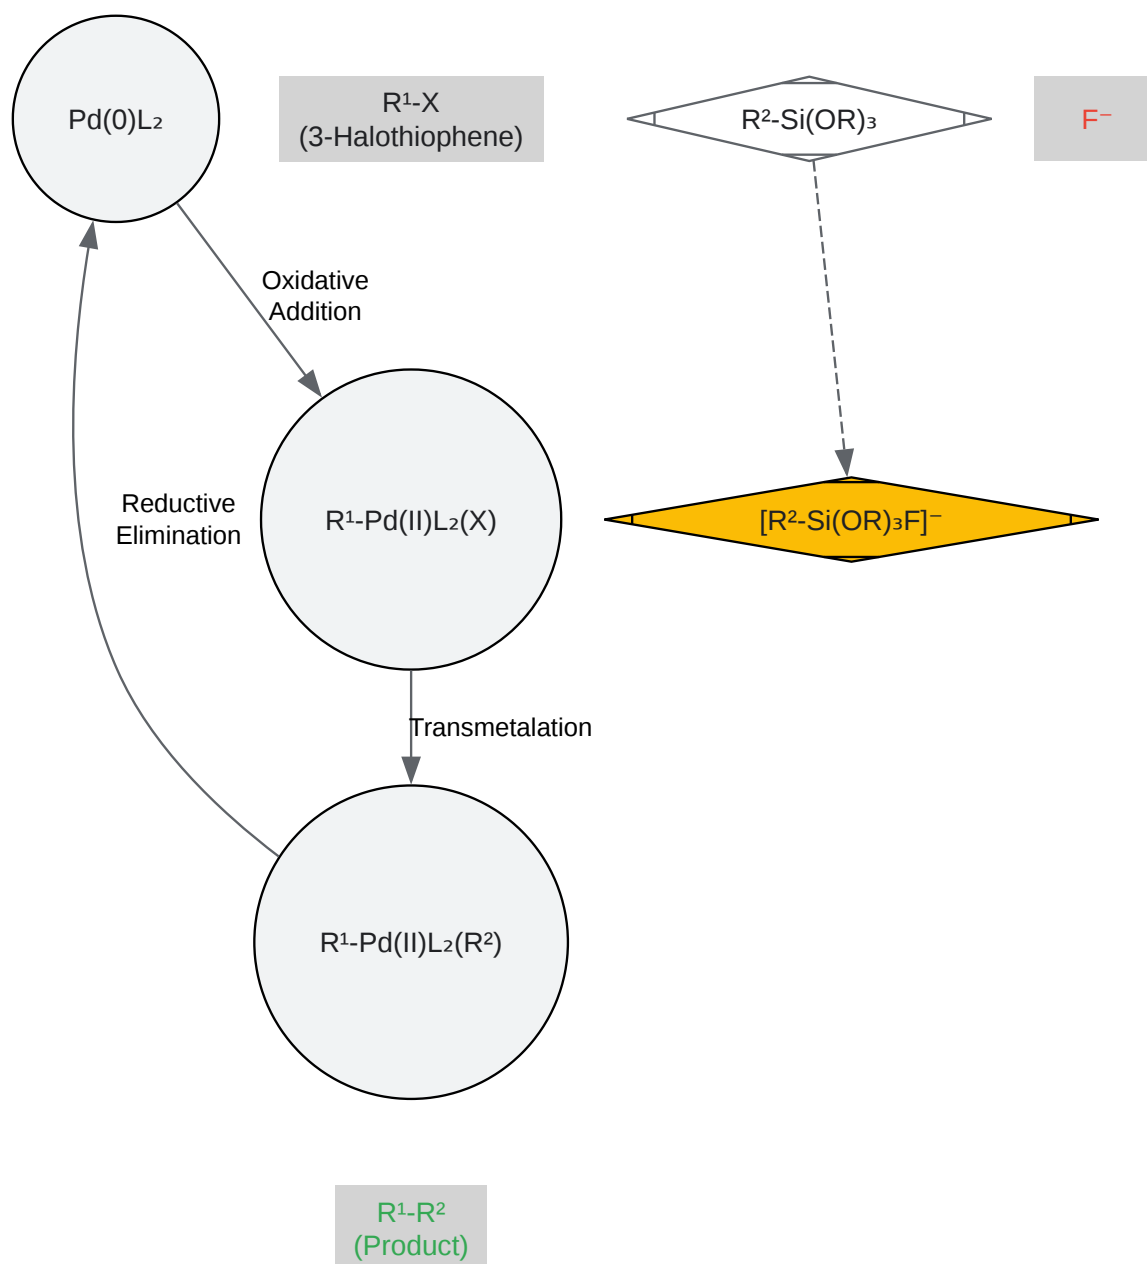 Pd(0)L₂
R¹-X
(3-Halothiophene)
R²-Si(OR)₃
F⁻
Oxidative
Addition
Reductive
Elimination
R¹-Pd(II)L₂(X)
[R²-Si(OR)₃F]⁻
Transmetalation
R¹-Pd(II)L₂(R²)
R¹-R²
(Product)